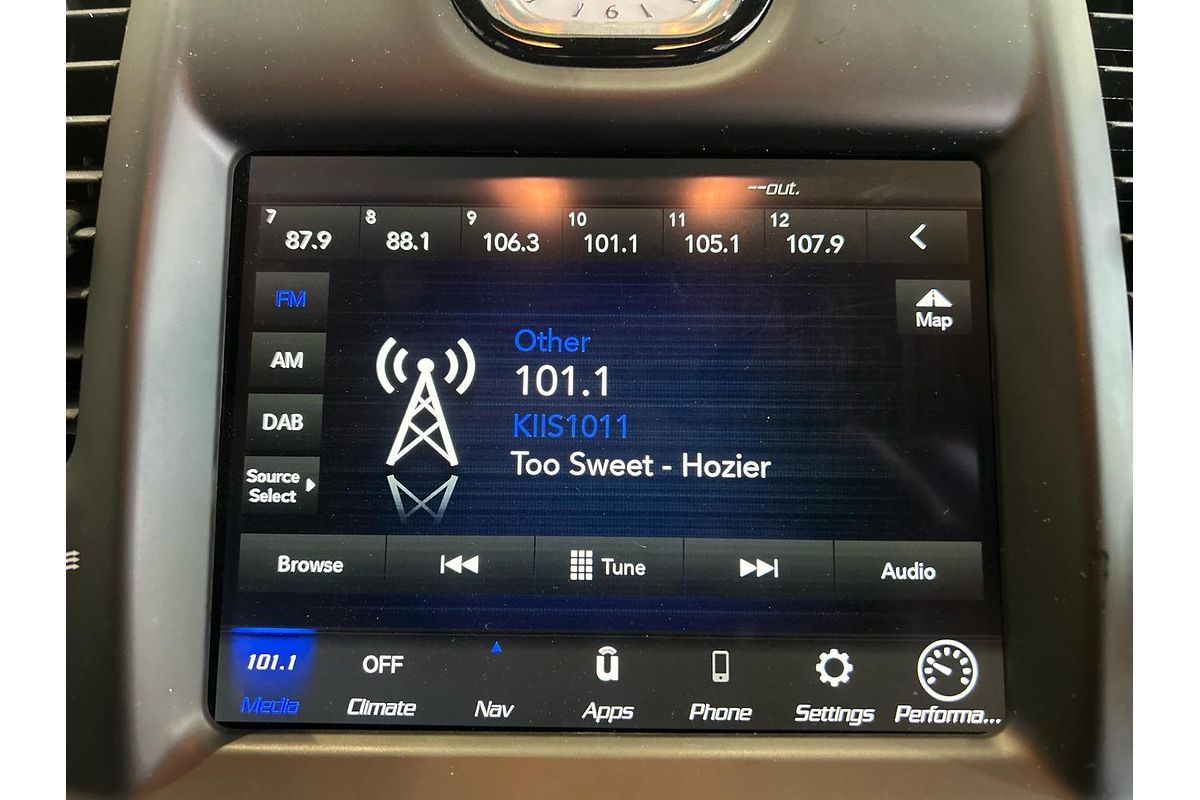 6
--out.
7 8 9 10 11 12
87.9 88.1 106.3 101.1 105.1 107.9
FM
Map
AM
DAB
Source
Select
Other
101.1
KIIS1011
Too Sweet - Hozier
Browse Tune Audio
101.1 OFF
Media Climate Nav Apps Phone Settings Performa...